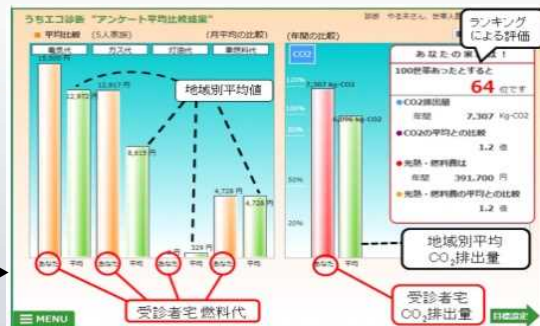 うちエコ診断 "アンケート平均比較結果"
平均比較 (5人家族) (月平均の比較)
電気代 ガス代 灯油代 車燃料代
12,972 円
12,917 円
8,815 円
329 円
4,728 円
4,728 円
地域別平均値
あなた 平均 あなた 平均 あなた 平均 あなた 平均
受診者宅 燃料代
MENU
(年間の比較)
CO2
120%
100%
80%
50%
20%
7,307 kg-CO2
6,096 kg-CO2
あなた 平均
地域別平均
CO₂排出量
受診者宅
CO₂排出量
ランキング
による評価
100世帯あったとすると
64 位です
CO2排出量
年間 7,307 Kg-CO2
CO2の平均との比較
1.2 倍
光熱・燃料費は
年間 391,700 円
光熱・燃料費の平均との比較
1.2 倍
目標設定